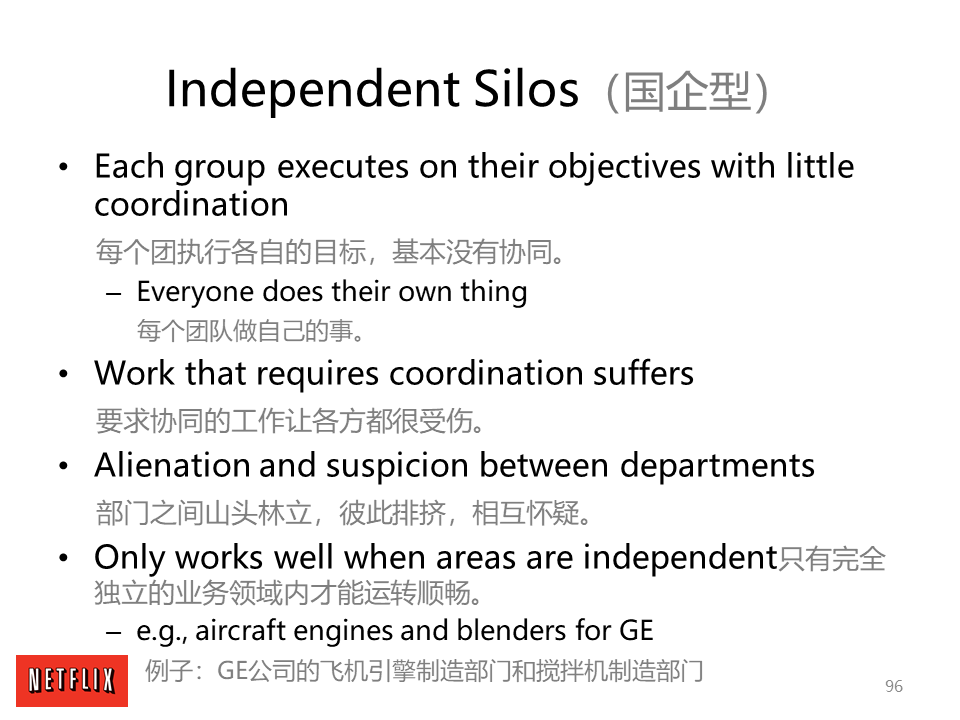 Independent Silos（国企型）
• Each group executes on their objectives with little
coordination
每个团执行各自的目标，基本没有协同。
– Everyone does their own thing
每个团队做自己的事。
• Work that requires coordination suffers
要求协同的工作让各方都很受伤。
• Alienation and suspicion between departments
部门之间山头林立，彼此排挤，相互怀疑。
• Only works well when areas are independent只有完全
独立的业务领域内才能运转顺畅。
– e.g., aircraft engines and blenders for GE
例子：GE公司的飞机引擎制造部门和搅拌机制造部门
NETFLIX
96